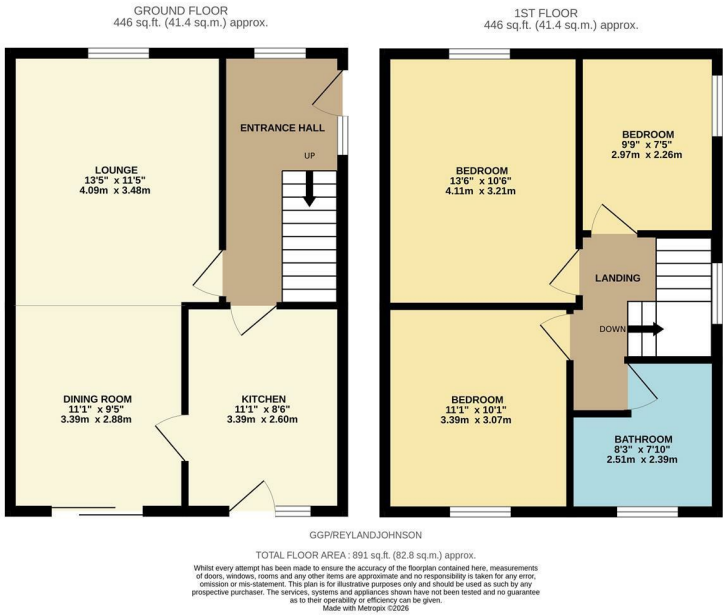 GROUND FLOOR
446 sq.ft. (41.4 sq.m.) approx.
1ST FLOOR
446 sq.ft. (41.4 sq.m.) approx.
ENTRANCE HALL
UP
LOUNGE
13'5" x 11'5"
4.09m x 3.48m
DINING ROOM
11'1" x 9'5"
3.39m x 2.88m
KITCHEN
11'1" x 8'6"
3.39m x 2.60m
BEDROOM
9'9" x 7'5"
2.97m x 2.26m
BEDROOM
13'6" x 10'6"
4.11m x 3.21m
LANDING
DOWN
BEDROOM
11'1" x 10'1"
3.39m x 3.07m
BATHROOM
8'3" x 7'10"
2.51m x 2.39m
GGP/REYLANDJOHNSON
TOTAL FLOOR AREA : 891 sq.ft. (82.8 sq.m.) approx.
Whilst every attempt has been made to ensure the accuracy of the floorplan contained here, measurements
of doors, windows, rooms and any other items are approximate and no responsibility is taken for any error,
omission or mis-statement. This plan is for illustrative purposes only and should be used as such by any
prospective purchaser. The services, systems and appliances shown have not been tested and no guarantee
as to their operability or efficiency can be given.
Made with Metropix ©2026